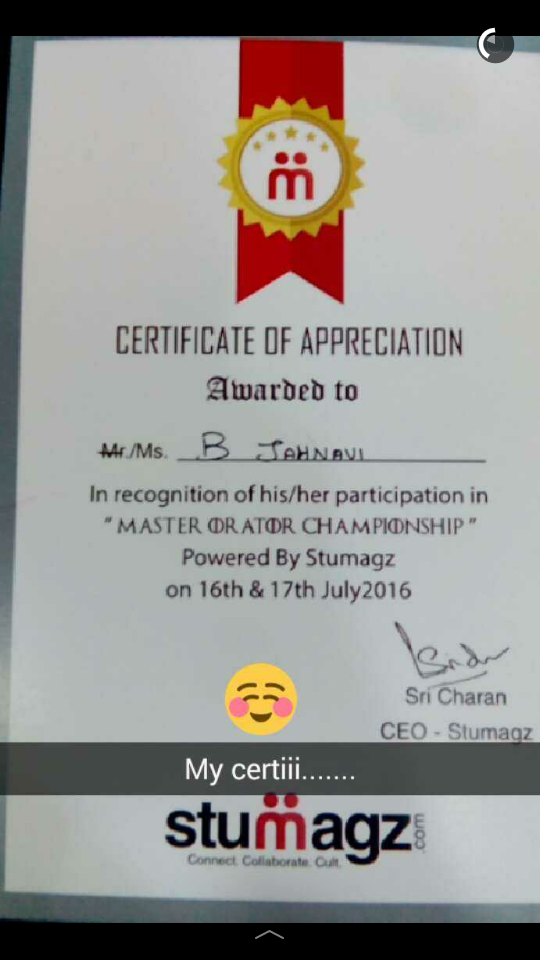 m
CERTIFICATE OF APPRECIATION
Awarded to
Mr./Ms. B JAHNAVI
In recognition of his/her participation in
"MASTER ORATOR CHAMPIONSHIP"
Powered By Stumagz
on 16th & 17th July2016
Sri Charan
CEO - Stumagz
My certiii.......
stumagz.com
Connect. Collaborate. Cult.